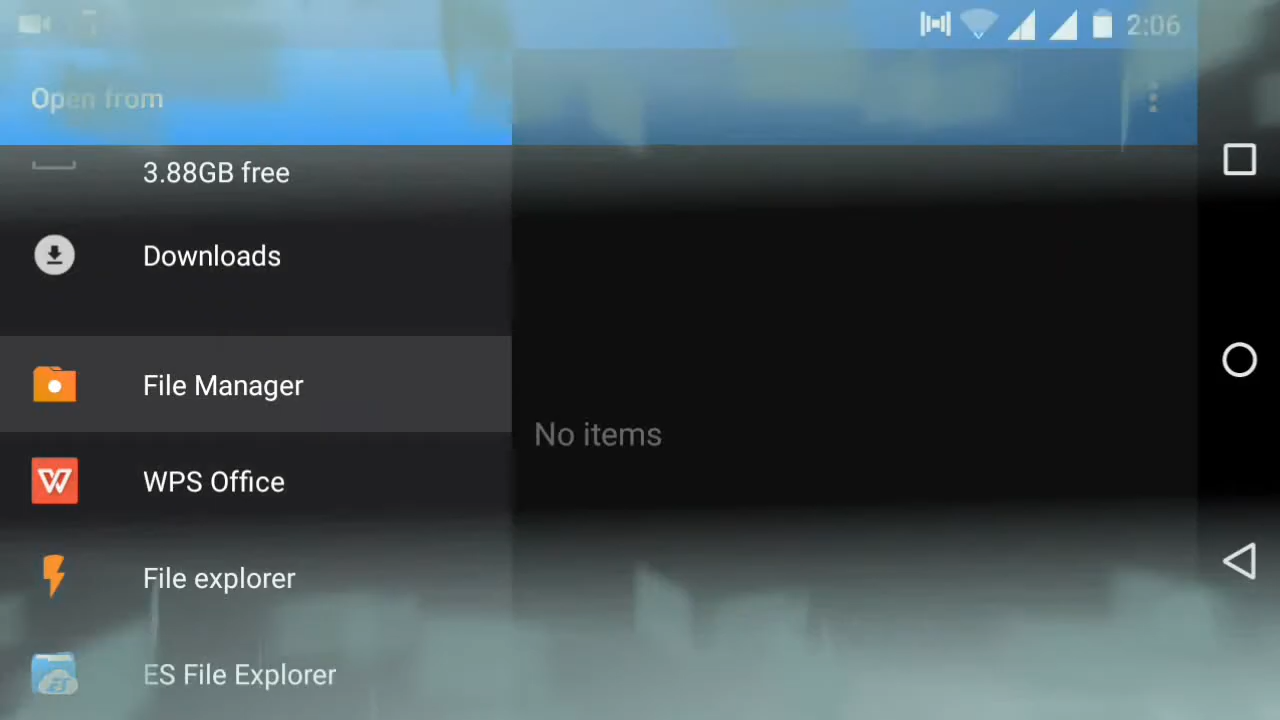 2:06
Open from
3.88GB free
Downloads
File Manager
No items
WPS Office
File explorer
ES File Explorer